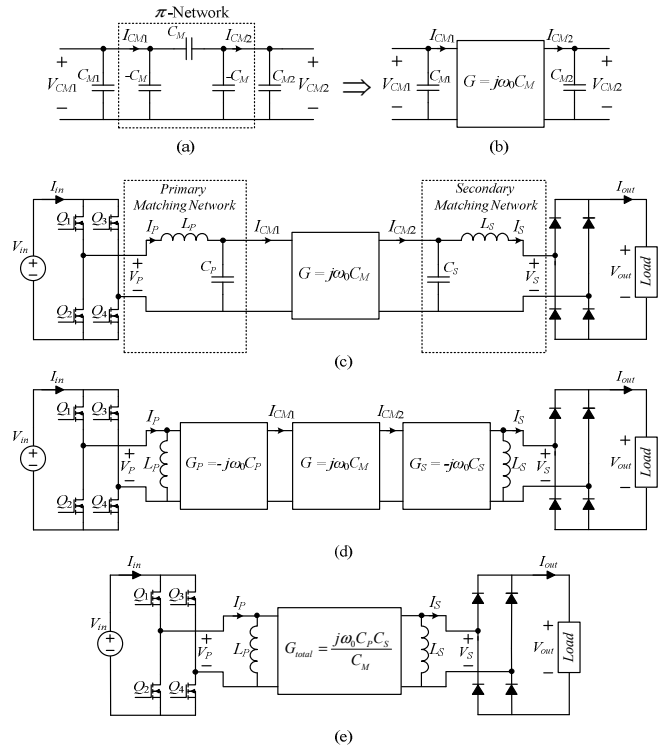 π-Network
I_CM1 C_M I_CM2
+ V_CM1 − C_M1 -C_M -C_M C_M2 + V_CM2 −
⇒
I_CM1 I_CM2
+ V_CM1 − C_M1 G = jω0C_M C_M2 + V_CM2 −
(a) (b)
Primary Matching Network
Secondary Matching Network
I_in Q1 Q3 I_P L_P I_CM1 I_CM2 L_S I_S I_out
V_in + − + V_P − C_P G = jω0C_M C_S + V_S − + V_out − Load
Q2 Q4
(c)
I_in Q1 Q3 I_P I_CM1 I_CM2 I_S I_out
V_in + − + V_P − L_P G_P = -jω0C_P G = jω0C_M G_S = -jω0C_S L_S + V_S − + V_out − Load
Q2 Q4
(d)
I_in Q1 Q3 I_P I_S I_out
V_in + − + V_P − L_P G_total = jω0C_PC_S / C_M L_S + V_S − + V_out − Load
Q2 Q4
(e)